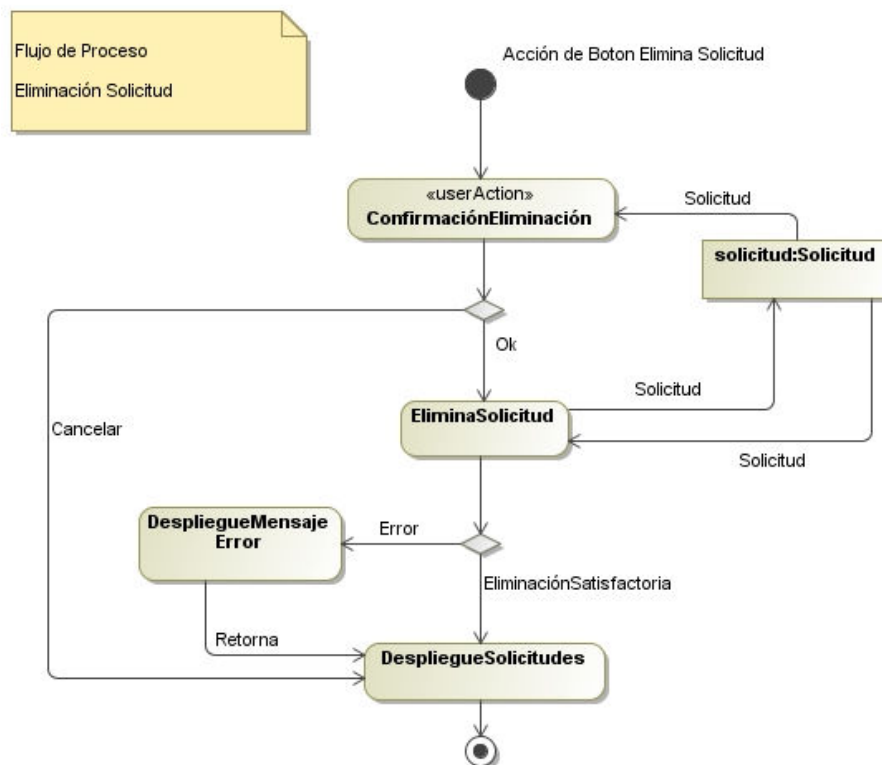 Flujo de Proceso
Eliminación Solicitud
Acción de Boton Elimina Solicitud
«userAction»
ConfirmaciónEliminación
Solicitud
solicitud:Solicitud
Ok
Solicitud
EliminaSolicitud
Cancelar
Solicitud
DespliegueMensaje
Error
Error
EliminaciónSatisfactoria
Retorna
DespliegueSolicitudes